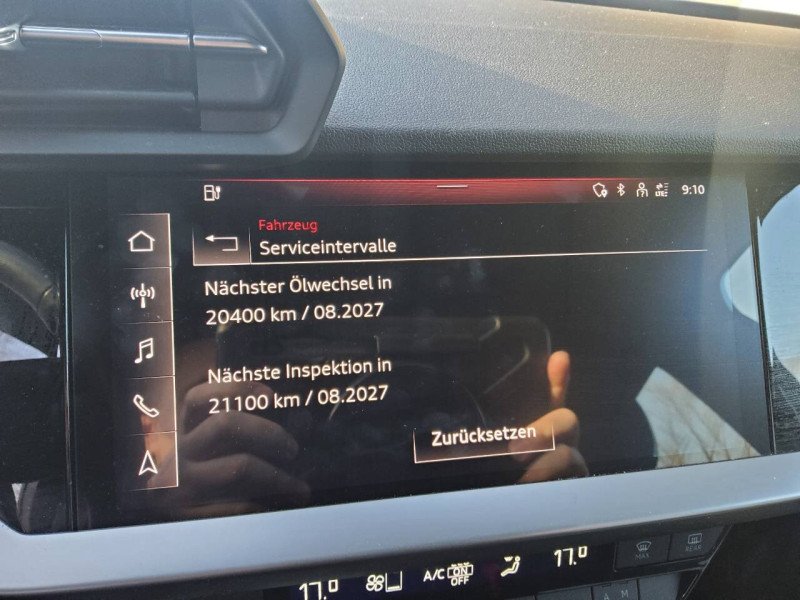 9:10
Fahrzeug
Serviceintervalle
Nächster Ölwechsel in
20400 km / 08.2027
Nächste Inspektion in
21100 km / 08.2027
Zurücksetzen
17.0 A/C ON OFF 17.0
MAX REAR
A M